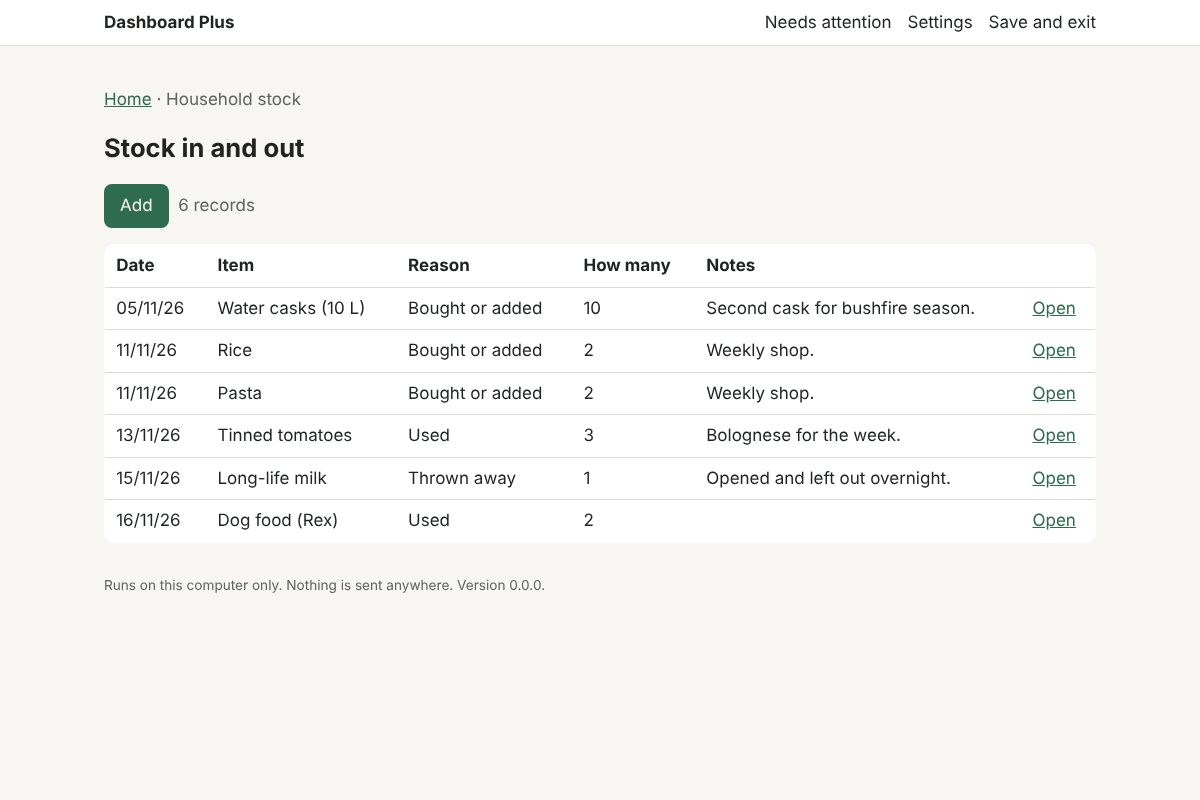 Dashboard Plus Needs attention Settings Save and exit
Home · Household stock
Stock in and out
Add 6 records
Date Item Reason How many Notes
05/11/26 Water casks (10 L) Bought or added 10 Second cask for bushfire season. Open
11/11/26 Rice Bought or added 2 Weekly shop. Open
11/11/26 Pasta Bought or added 2 Weekly shop. Open
13/11/26 Tinned tomatoes Used 3 Bolognese for the week. Open
15/11/26 Long-life milk Thrown away 1 Opened and left out overnight. Open
16/11/26 Dog food (Rex) Used 2 Open
Runs on this computer only. Nothing is sent anywhere. Version 0.0.0.